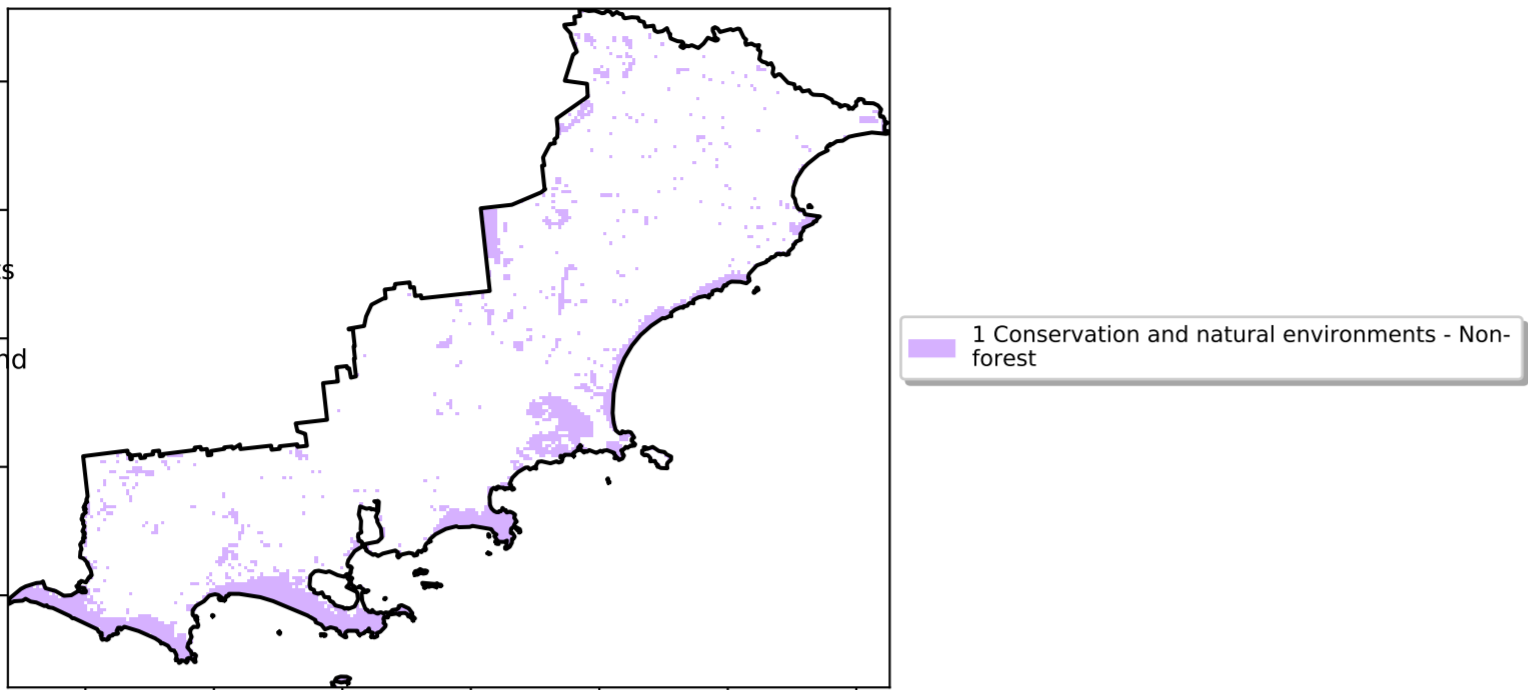 1 Conservation and natural environments - Non-
forest